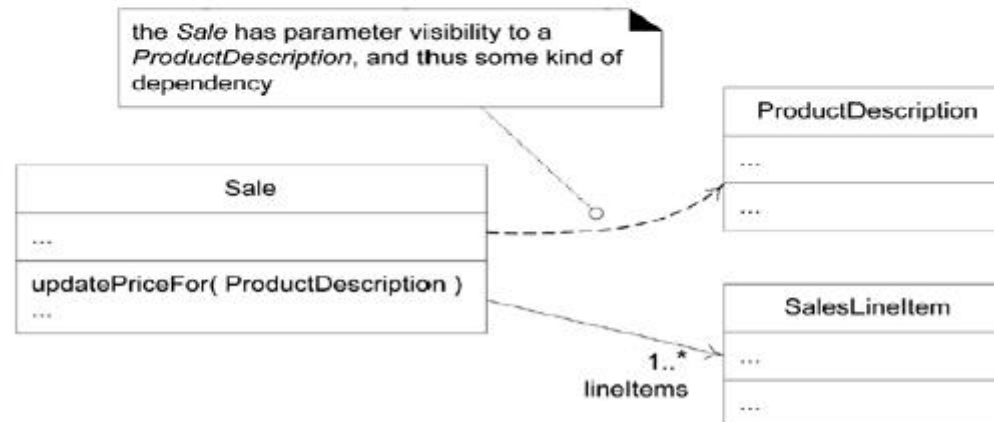 the Sale has parameter visibility to a
ProductDescription, and thus some kind of
dependency
ProductDescription
...
...
Sale
...
updatePriceFor( ProductDescription )
...
SalesLineItem
...
...
1..*
lineItems